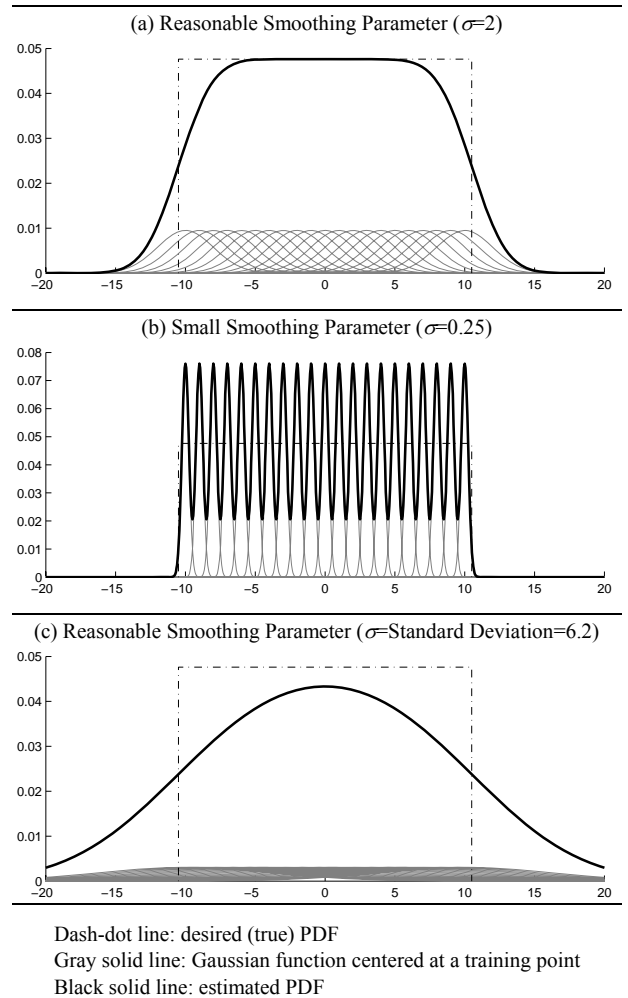 (a) Reasonable Smoothing Parameter (σ=2)
0.05
0.04
0.03
0.02
0.01
0
−20 −15 −10 −5 0 5 10 15 20
(b) Small Smoothing Parameter (σ=0.25)
0.08
0.07
0.06
0.05
0.04
0.03
0.02
0.01
0
−20 −15 −10 −5 0 5 10 15 20
(c) Reasonable Smoothing Parameter (σ=Standard Deviation=6.2)
0.05
0.04
0.03
0.02
0.01
0
−20 −15 −10 −5 0 5 10 15 20
Dash-dot line: desired (true) PDF
Gray solid line: Gaussian function centered at a training point
Black solid line: estimated PDF